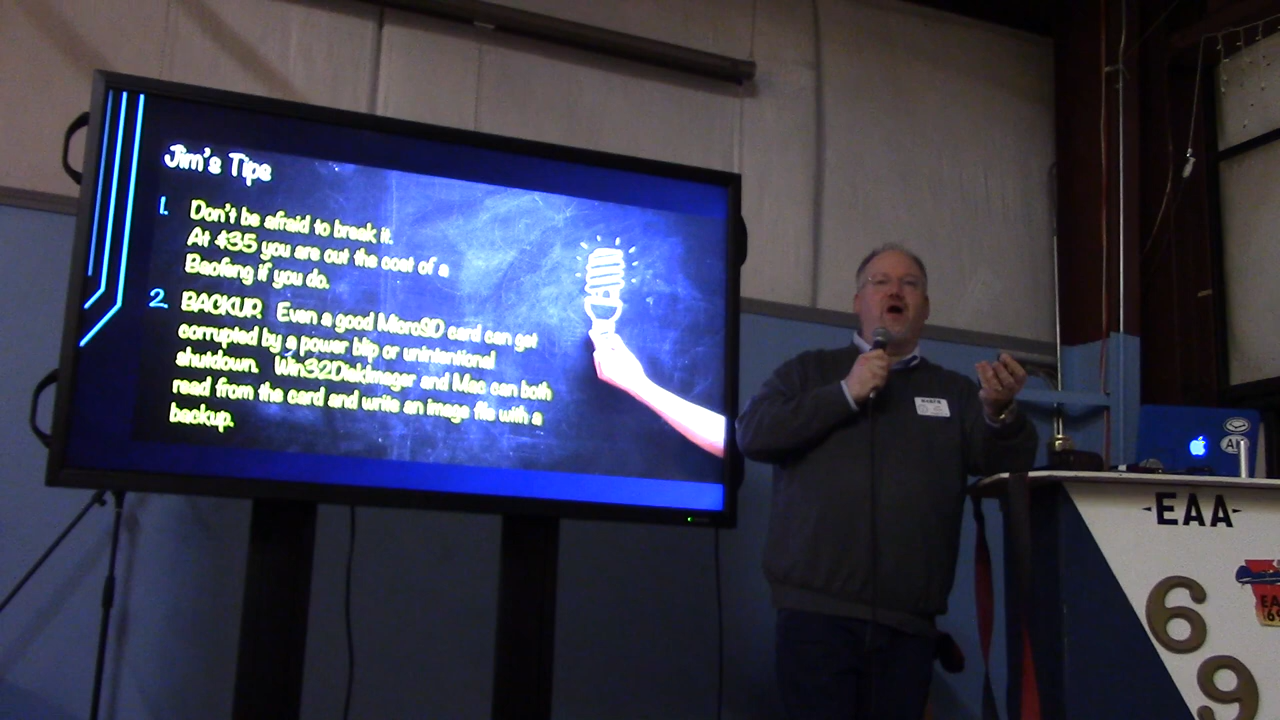 Jim's Tips
1. Don't be afraid to break it.
At $35 you are out the cost of a
Baofeng if you do.
2. BACKUP. Even a good MicroSD card can get
corrupted by a power blip or unintentional
shutdown. Win32DiskImager and Mac can both
read from the card and write an image file with a
backup.
-EAA-
69